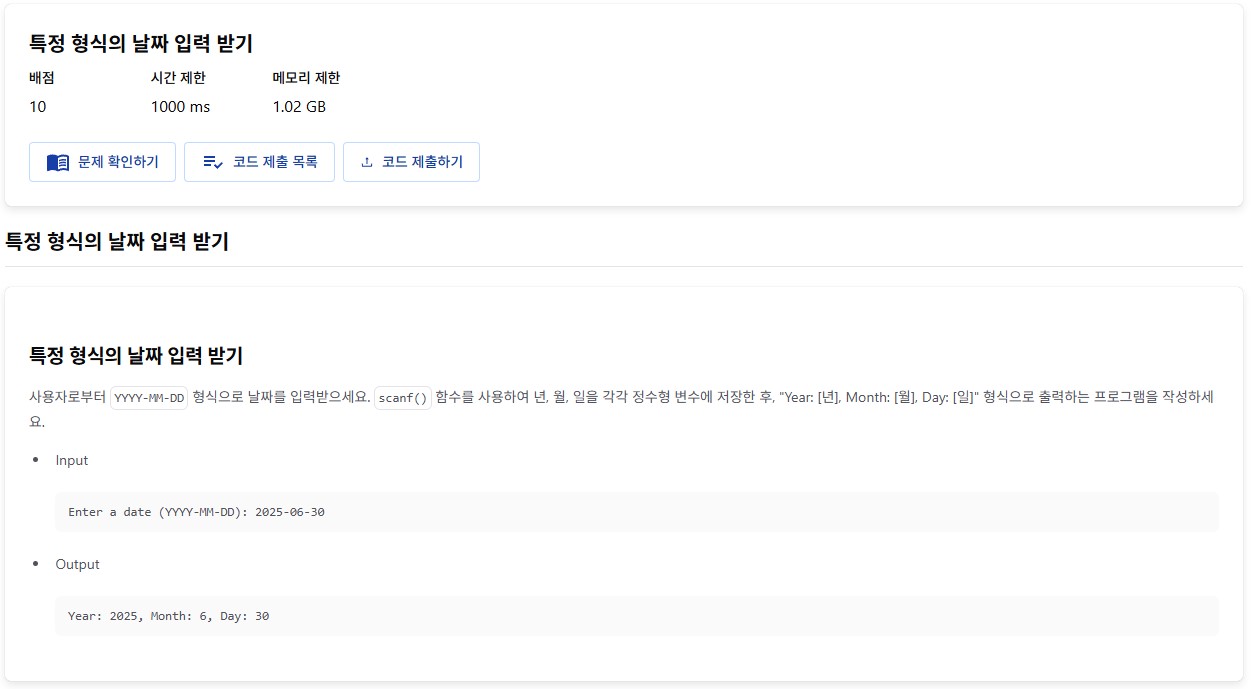 특정 형식의 날짜 입력 받기
배점 시간 제한 메모리 제한
10 1000 ms 1.02 GB
문제 확인하기 코드 제출 목록 코드 제출하기
특정 형식의 날짜 입력 받기
특정 형식의 날짜 입력 받기
사용자로부터 YYYY-MM-DD 형식으로 날짜를 입력받으세요. scanf() 함수를 사용하여 년, 월, 일을 각각 정수형 변수에 저장한 후, "Year: [년], Month: [월], Day: [일]" 형식으로 출력하는 프로그램을 작성하세
요.
Input
Enter a date (YYYY-MM-DD): 2025-06-30
Output
Year: 2025, Month: 6, Day: 30